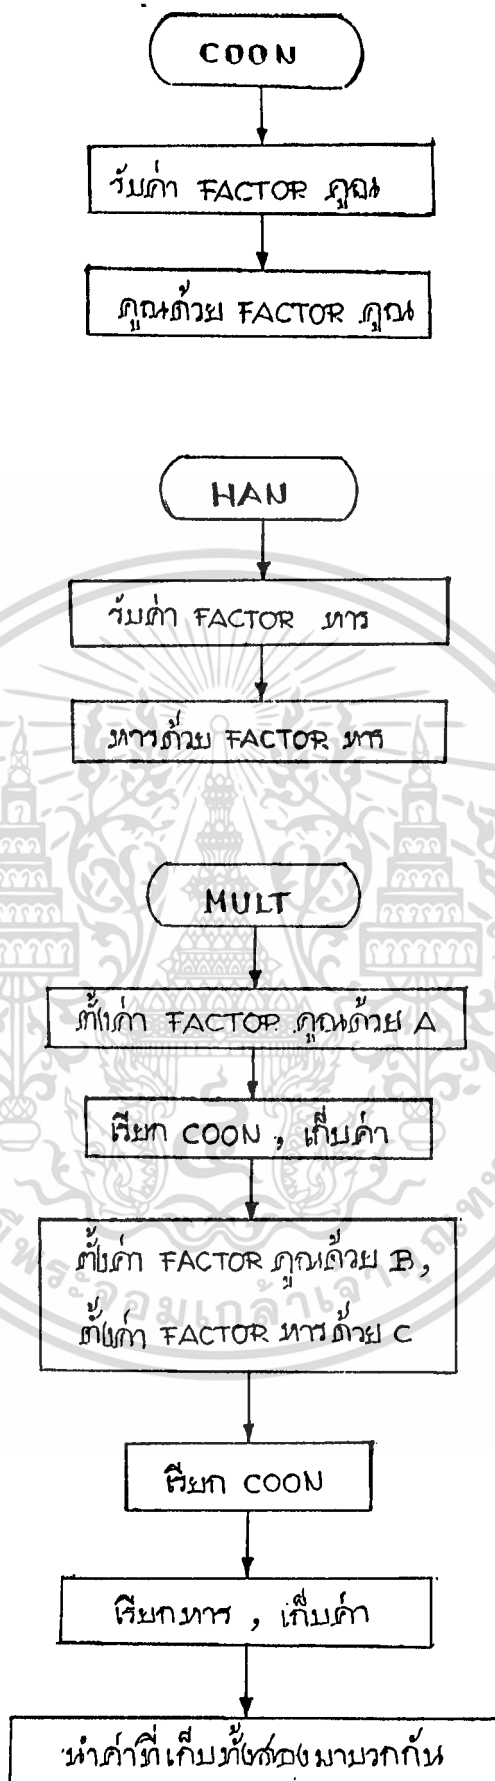 COON
รับค่า FACTOR คูณ
คูณด้วย FACTOR คูณ
HAN
รับค่า FACTOR หาร
หารด้วย FACTOR หาร
MULT
ตั้งค่า FACTOR คูณด้วย A
เรียก COON , เก็บค่า
ตั้งค่า FACTOR คูณด้วย B,
ตั้งค่า FACTOR หารด้วย C
เรียก COON
เรียกหาร , เก็บค่า
นำค่าที่เก็บทั้งสองมาบวกกัน